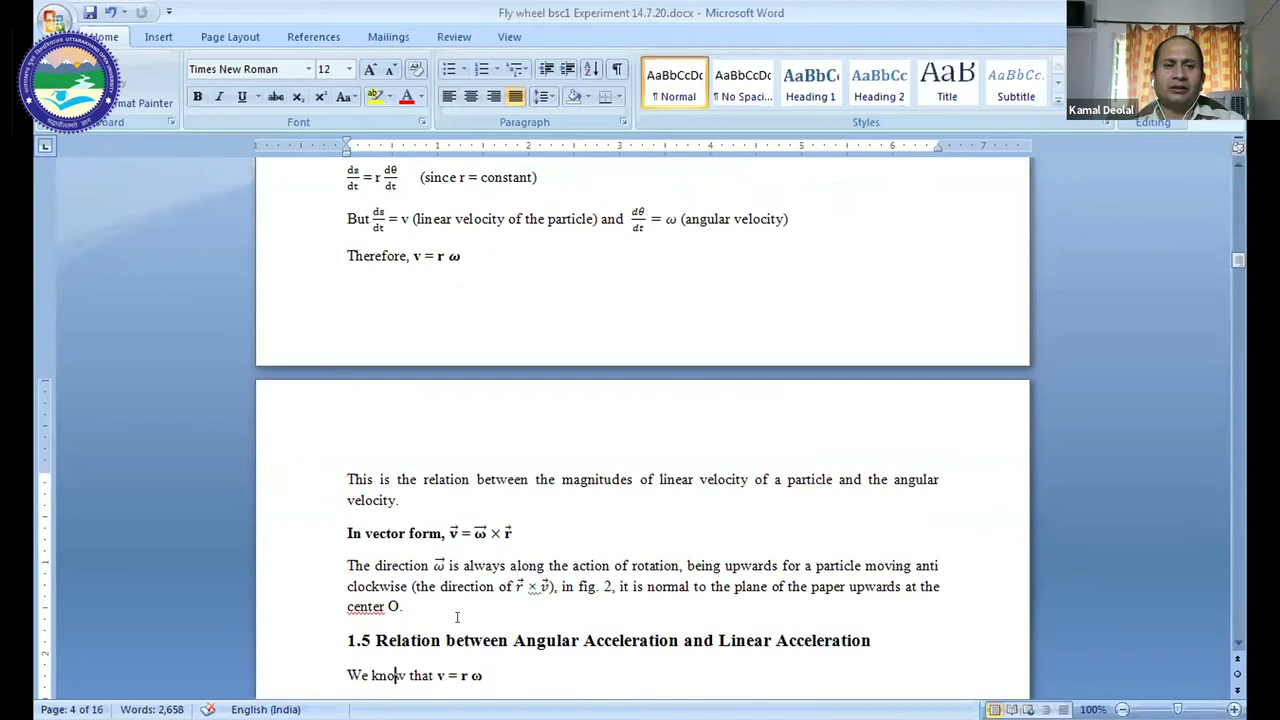 Fly wheel bsc1 Experiment 14.7.20.docx - Microsoft Word
Home Insert Page Layout References Mailings Review View
Times New Roman 12
AaBbCcDc AaBbCcDc AaBbC AaBbCc AaB AaBbCc.
¶ Normal ¶ No Spaci... Heading 1 Heading 2 Title Subtitle
mat Painter
board Font Paragraph Styles Editing
Kamal Deolal
ds/dt = r dθ/dt (since r = constant)
But ds/dt = v (linear velocity of the particle) and dθ/dt = ω (angular velocity)
Therefore, v = r ω
This is the relation between the magnitudes of linear velocity of a particle and the angular
velocity.
In vector form, v⃗ = ω⃗ × r⃗
The direction ω⃗ is always along the action of rotation, being upwards for a particle moving anti
clockwise (the direction of r⃗ × v⃗), in fig. 2, it is normal to the plane of the paper upwards at the
center O.
1.5 Relation between Angular Acceleration and Linear Acceleration
We know that v = r ω
Page: 4 of 16 Words: 2,658 English (India) 100%